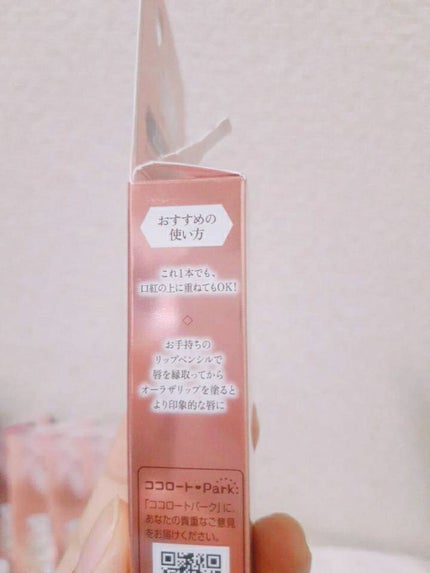 おすすめの
使い方
これ1本でも、
口紅の上に重ねてもOK!
お手持ちの
リップペンシルで
唇を縁取ってから
オーラザリップを塗ると
より印象的な唇に
ココロートPark
「ココロートパーク」に、
あなたの貴重なご意見
をお届けください。